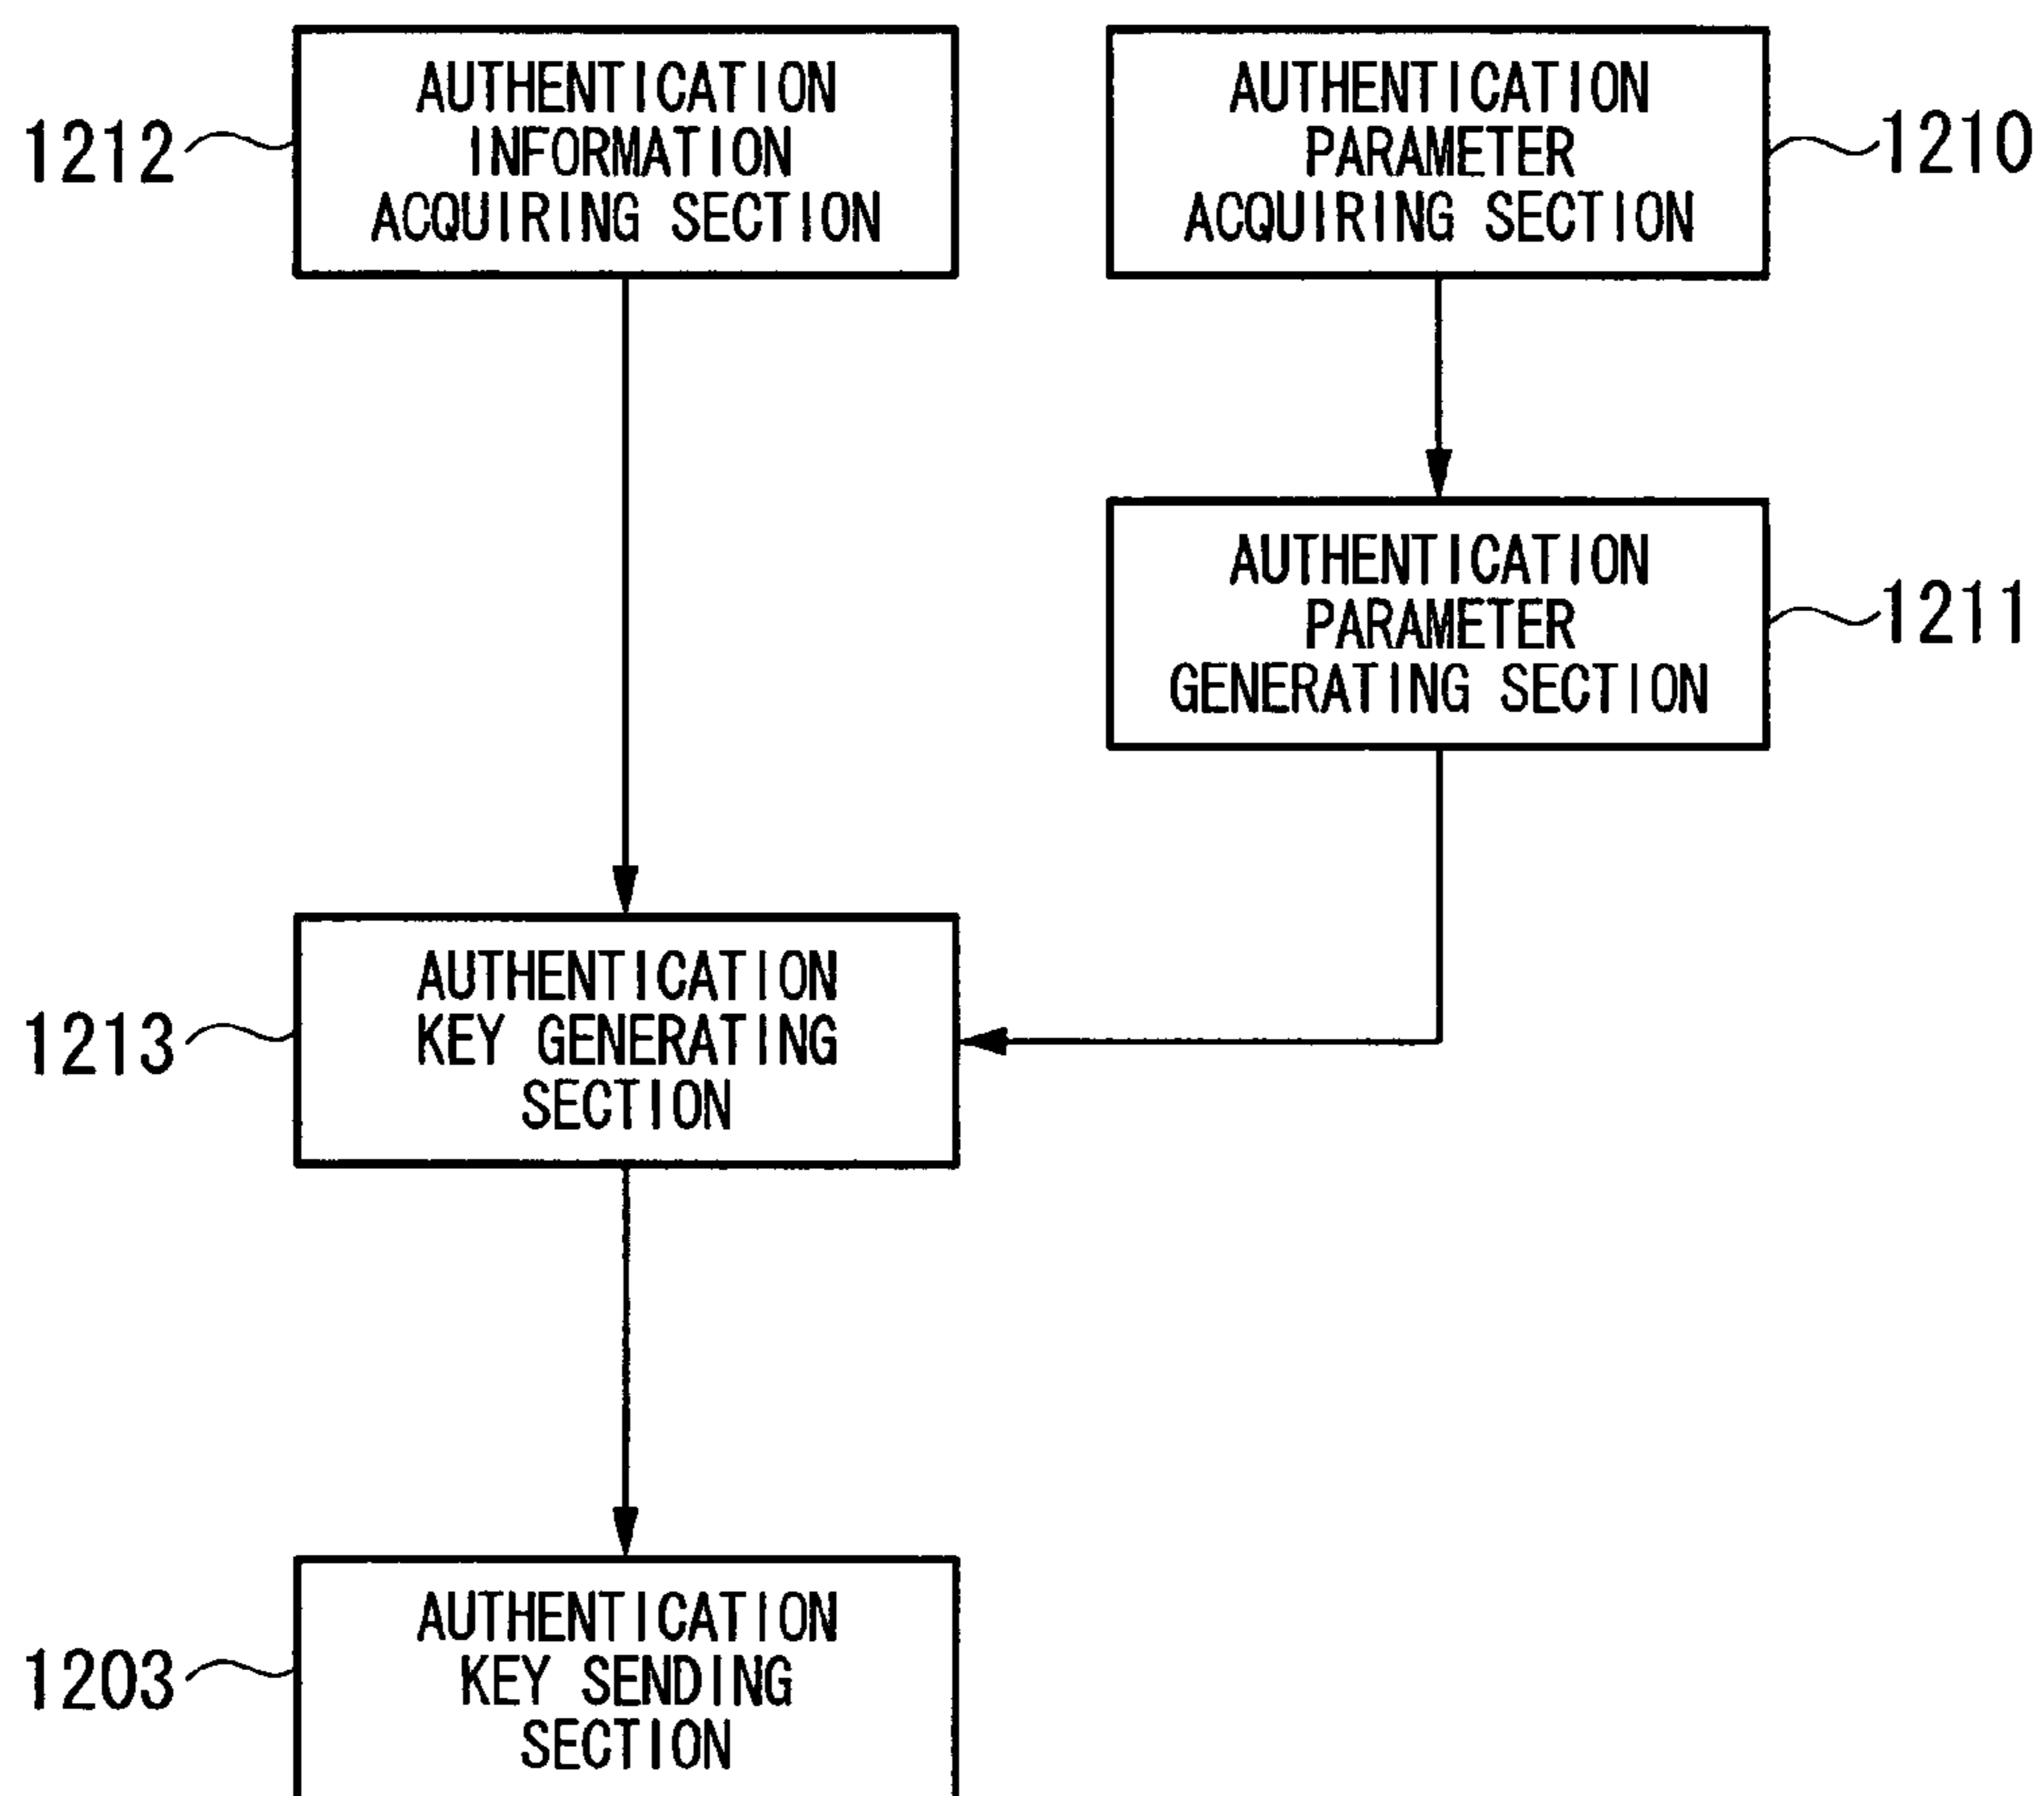 AUTHENTICATION
INFORMATION
ACQUIRING SECTION
1212
AUTHENTICATION
PARAMETER
ACQUIRING SECTION
1210
AUTHENTICATION
PARAMETER
GENERATING SECTION
1211
AUTHENTICATION
KEY GENERATING
SECTION
1213
AUTHENTICATION
KEY SENDING
SECTION
1203